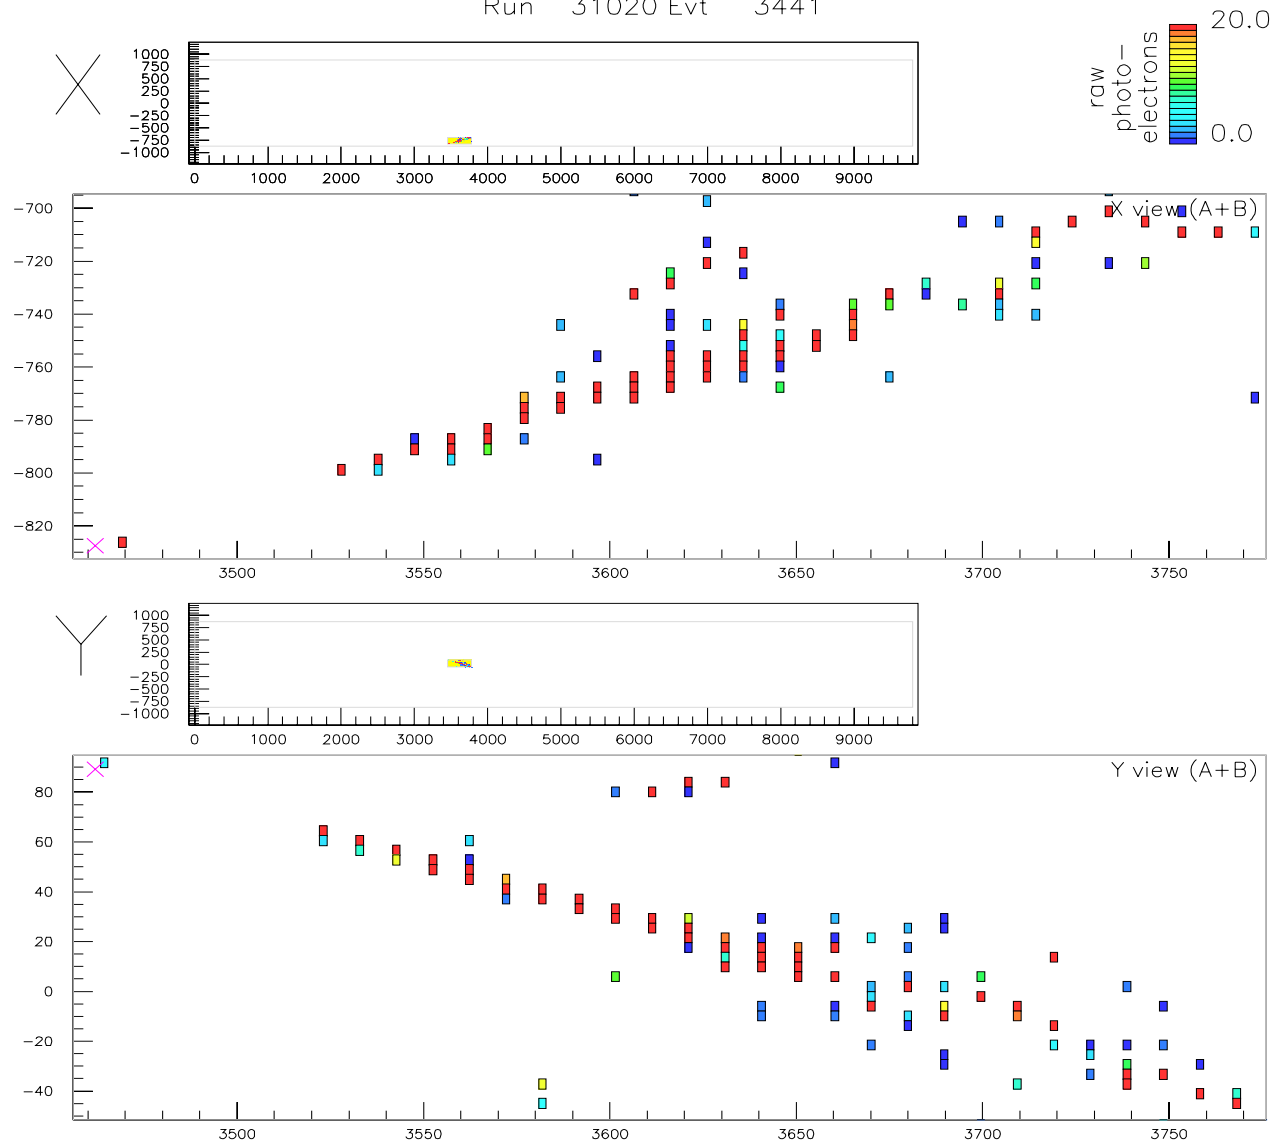 Run 31020 Evt 3441
20.0
raw
photo-
electrons
0.0
X
1000
750
500
250
0
-250
-500
-750
-1000
0 1000 2000 3000 4000 5000 6000 7000 8000 9000
X view (A+B)
-700
-720
-740
-760
-780
-800
-820
3500 3550 3600 3650 3700 3750
Y
1000
750
500
250
0
-250
-500
-750
-1000
0 1000 2000 3000 4000 5000 6000 7000 8000 9000
Y view (A+B)
80
60
40
20
0
-20
-40
3500 3550 3600 3650 3700 3750